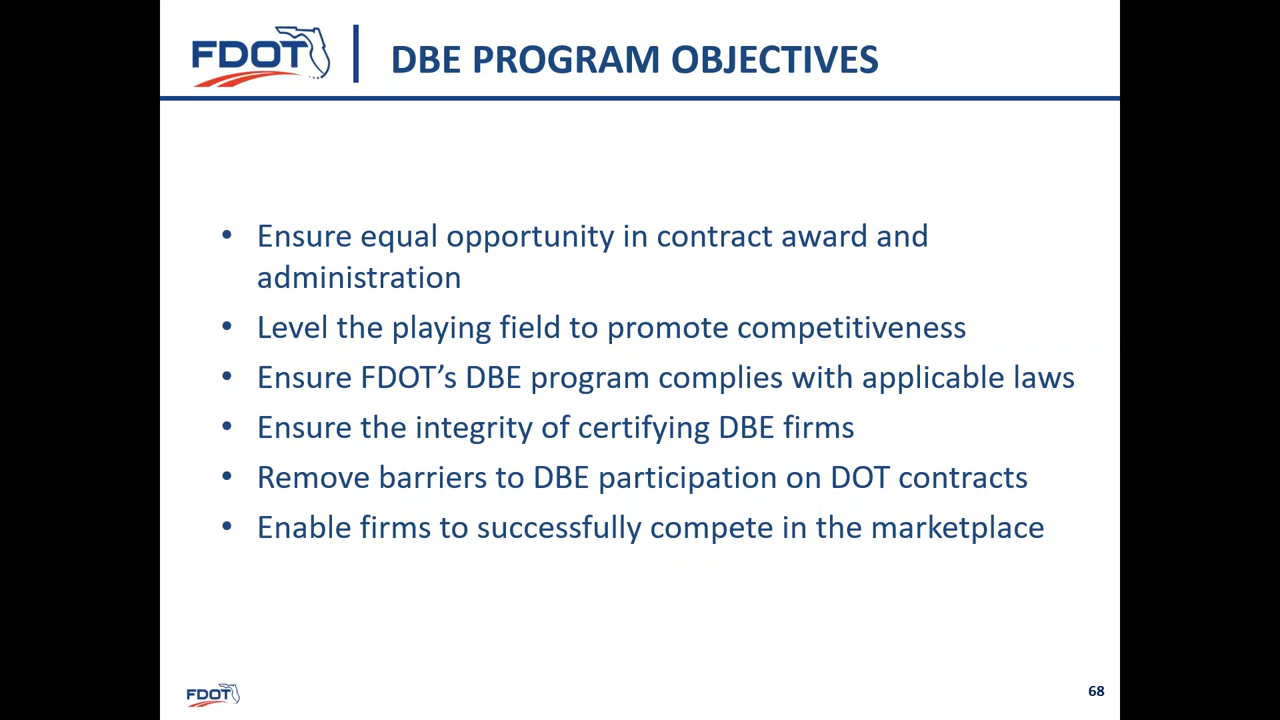 FDOT
DBE PROGRAM OBJECTIVES
• Ensure equal opportunity in contract award and
administration
• Level the playing field to promote competitiveness
• Ensure FDOT’s DBE program complies with applicable laws
• Ensure the integrity of certifying DBE firms
• Remove barriers to DBE participation on DOT contracts
• Enable firms to successfully compete in the marketplace
FDOT
68